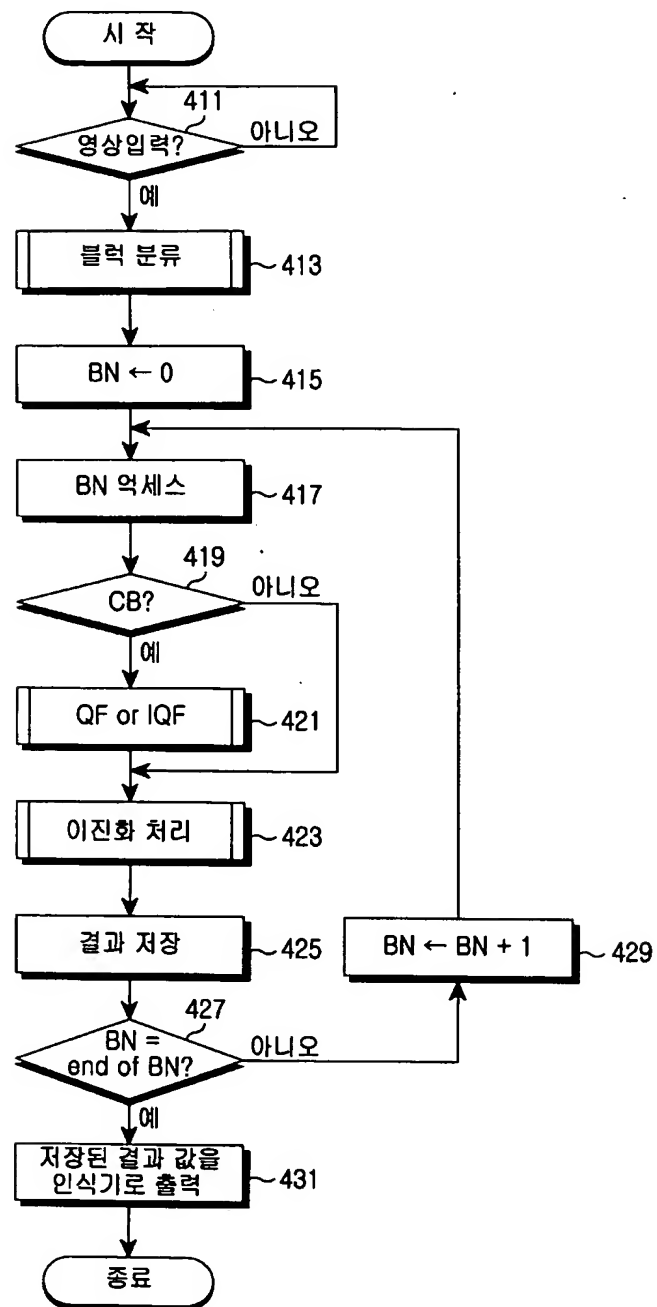 시 작
411
영상입력?
아니오
예
블럭 분류
413
BN ← 0
415
BN 억세스
417
419
CB?
아니오
예
QF or IQF
421
이진화 처리
423
결과 저장
425
BN ← BN + 1
429
427
BN =
end of BN?
아니오
예
저장된 결과 값을
인식기로 출력
431
종료